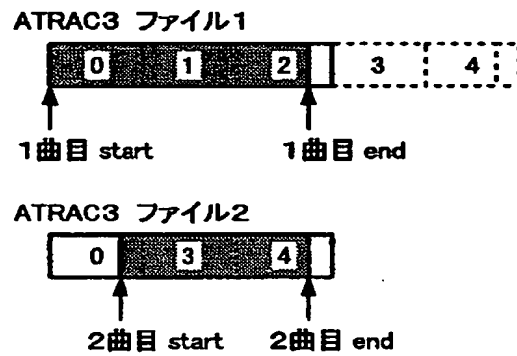 ATRAC3 ファイル1
0 1 2 3 4
1曲目 start 1曲目 end
ATRAC3 ファイル2
0 3 4
2曲目 start 2曲目 end